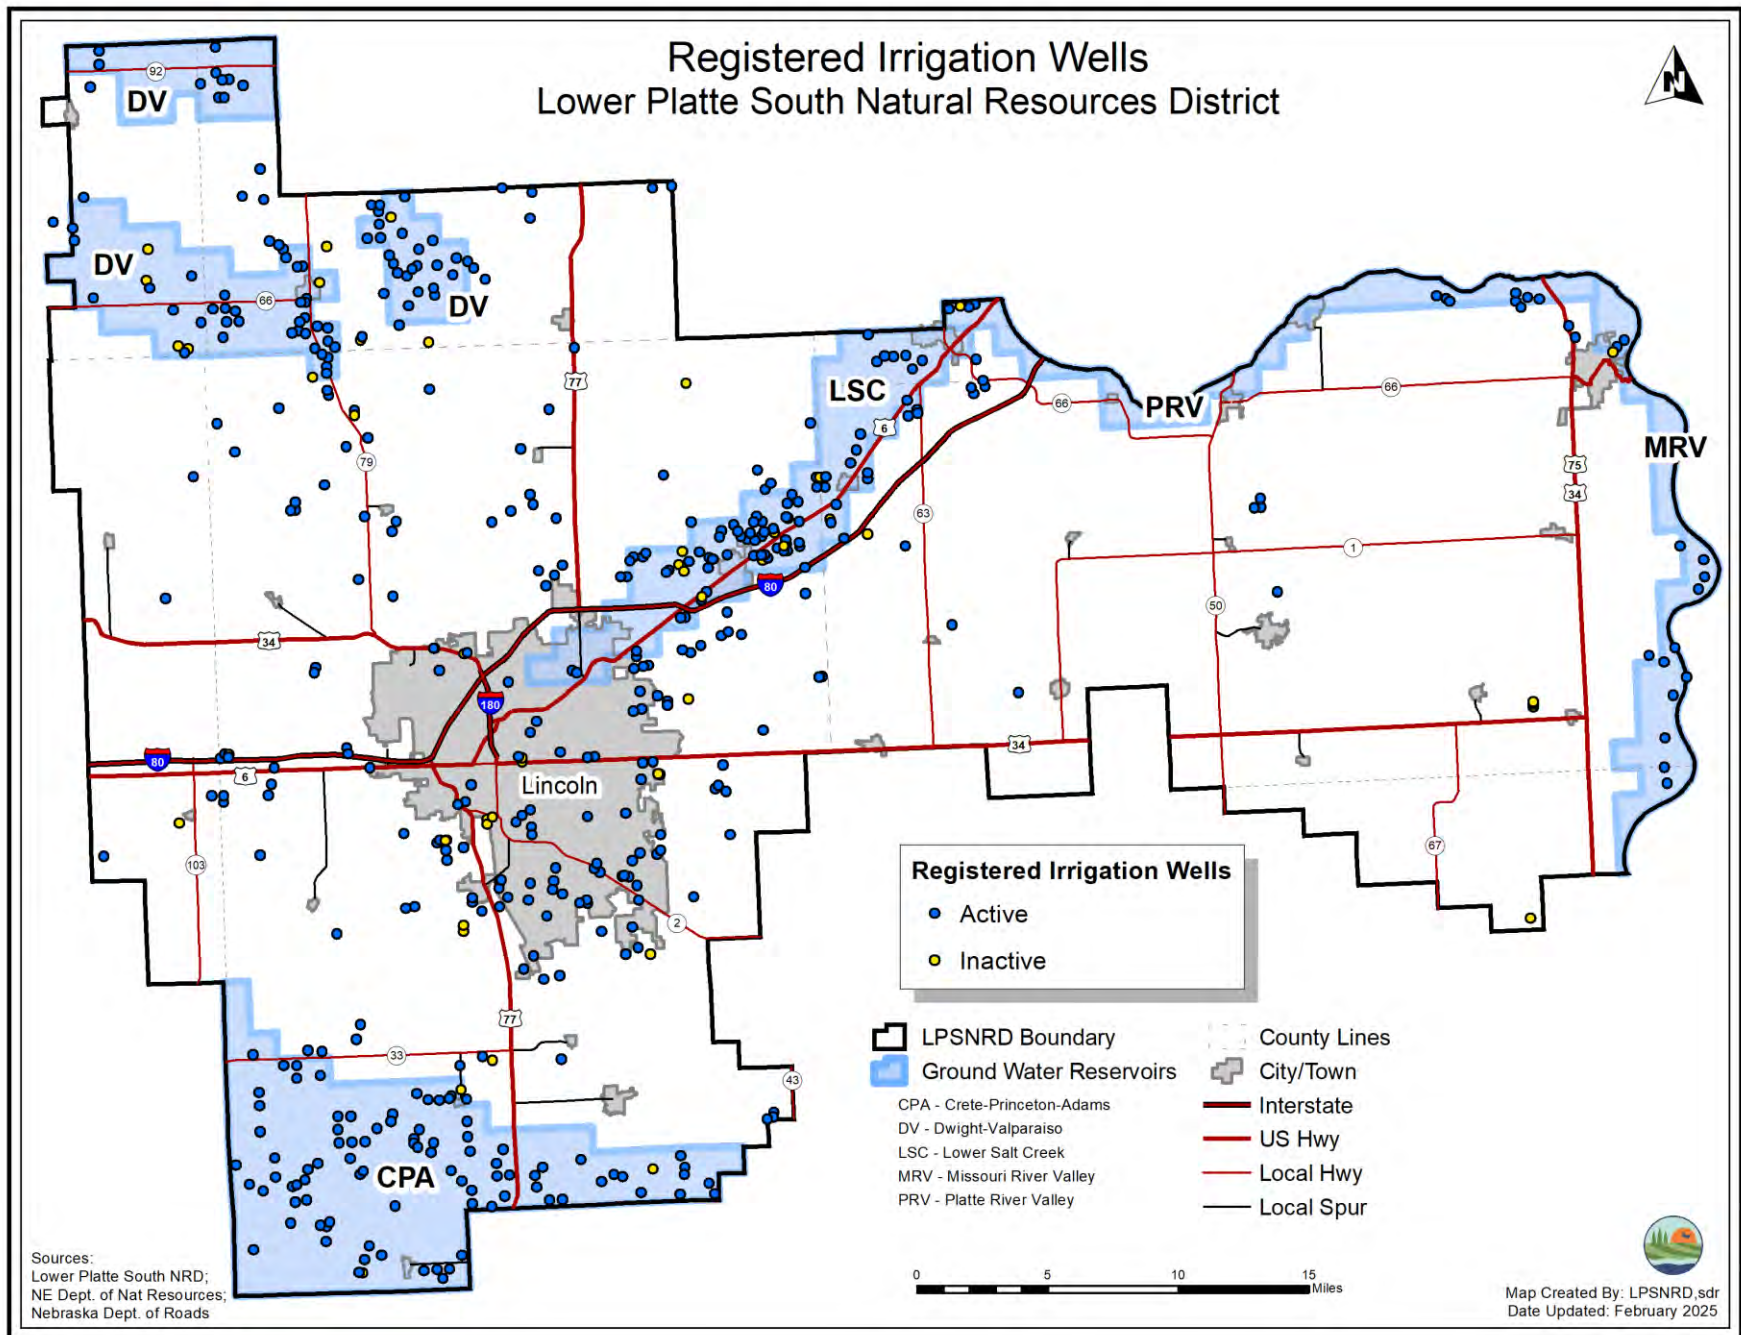 Registered Irrigation Wells
Lower Platte South Natural Resources District
N
92
DV
DV
66
DV
77
LSC
6
66
PRV
66
MRV
79
75
34
63
1
80
50
34
180
80
6
34
Lincoln
103
67
2
77
33
43
CPA
Registered Irrigation Wells
Active
Inactive
LPSNRD Boundary
Ground Water Reservoirs
CPA - Crete-Princeton-Adams
DV - Dwight-Valparaiso
LSC - Lower Salt Creek
MRV - Missouri River Valley
PRV - Platte River Valley
County Lines
City/Town
Interstate
US Hwy
Local Hwy
Local Spur
Sources:
Lower Platte South NRD;
NE Dept. of Nat Resources;
Nebraska Dept. of Roads
0 5 10 15
Miles
Map Created By: LPSNRD,sdr
Date Updated: February 2025